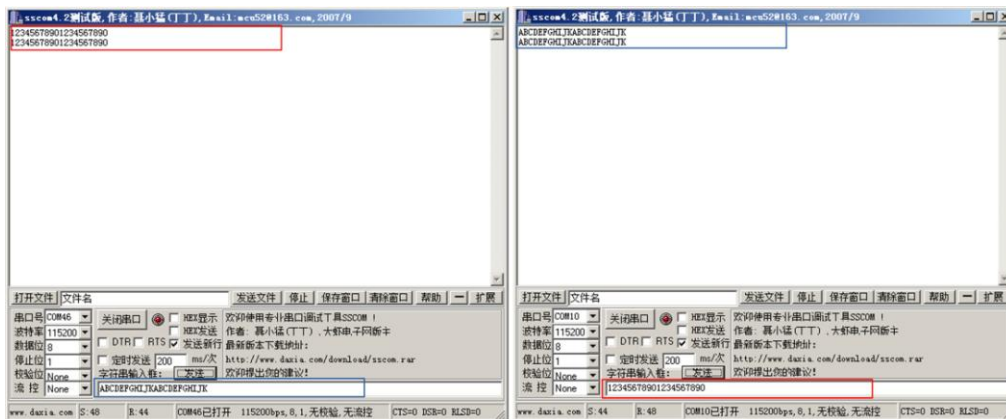 sscom4.2测试版,作者:聂小猛(丁丁),Email:mcu52@163.com,2007/9
12345678901234567890
12345678901234567890
打开文件 文件名 发送文件 停止 保存窗口 清除窗口 帮助 — 扩展
串口号 COM46 关闭串口 HEX显示 欢迎使用专业串口调试工具SSCOM !
波特率 115200 HEX发送 作者: 聂小猛(丁丁).大虾电子网版主
数据位 8 DTR RTS 发送新行 最新版本下载地址:
停止位 1 定时发送 200 ms/次 http://www.daxia.com/download/sscom.rar
校验位 None 字符串输入框: 发送 欢迎提出您的建议!
流 控 None ABCDEFGHIJKABCDEFGHIJK
www.daxia.com S:48 R:44 COM46已打开 115200bps,8,1,无校验,无流控 CTS=0 DSR=0 RLSD=0
sscom4.2测试版,作者:聂小猛(丁丁),Email:mcu52@163.com,2007/9
ABCDEFGHIJKABCDEFGHIJK
ABCDEFGHIJKABCDEFGHIJK
打开文件 文件名 发送文件 停止 保存窗口 清除窗口 帮助 — 扩展
串口号 COM10 关闭串口 HEX显示 欢迎使用专业串口调试工具SSCOM !
波特率 115200 HEX发送 作者: 聂小猛(丁丁).大虾电子网版主
数据位 8 DTR RTS 发送新行 最新版本下载地址:
停止位 1 定时发送 200 ms/次 http://www.daxia.com/download/sscom.rar
校验位 None 字符串输入框: 发送 欢迎提出您的建议!
流 控 None 12345678901234567890
www.daxia.com S:44 R:48 COM10已打开 115200bps,8,1,无校验,无流控 CTS=0 DSR=0 RLSD=0